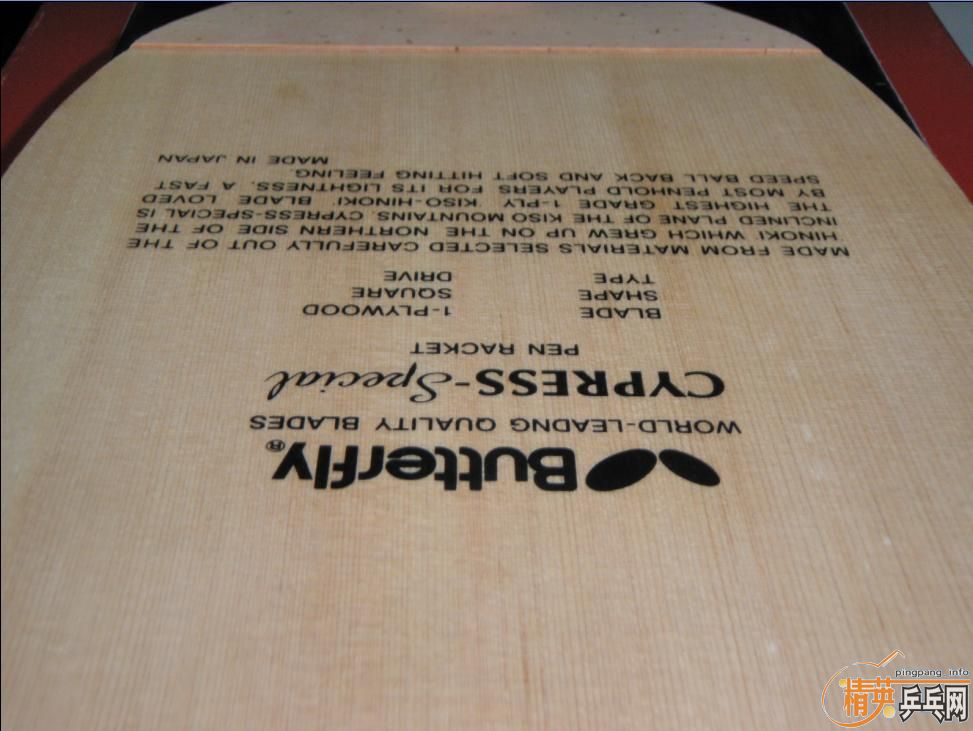 Butterfly®
WORLD-LEADNG QUALITY BLADES
CYPRESS-Special
PEN RACKET
BLADE 1-PLYWOOD
SHAPE SQUARE
TYPE DRIVE
MADE FROM MATERIALS SELECTED CAREFULLY OUT OF THE
HINOKI WHICH GREW UP ON THE NORTHERN SIDE OF THE
INCLINED PLANE OF THE KISO MOUNTAINS. CYPRESS-SPECIAL IS
THE HIGHEST GRADE 1-PLY 'KISO-HINOKI' BLADE LOVED
BY MOST PENHOLD PLAYERS FOR ITS LIGHTNESS, A FAST
SPEED BALL BACK AND SOFT HITTING FEELING.
MADE IN JAPAN
pingpang_info
精英乒乓网